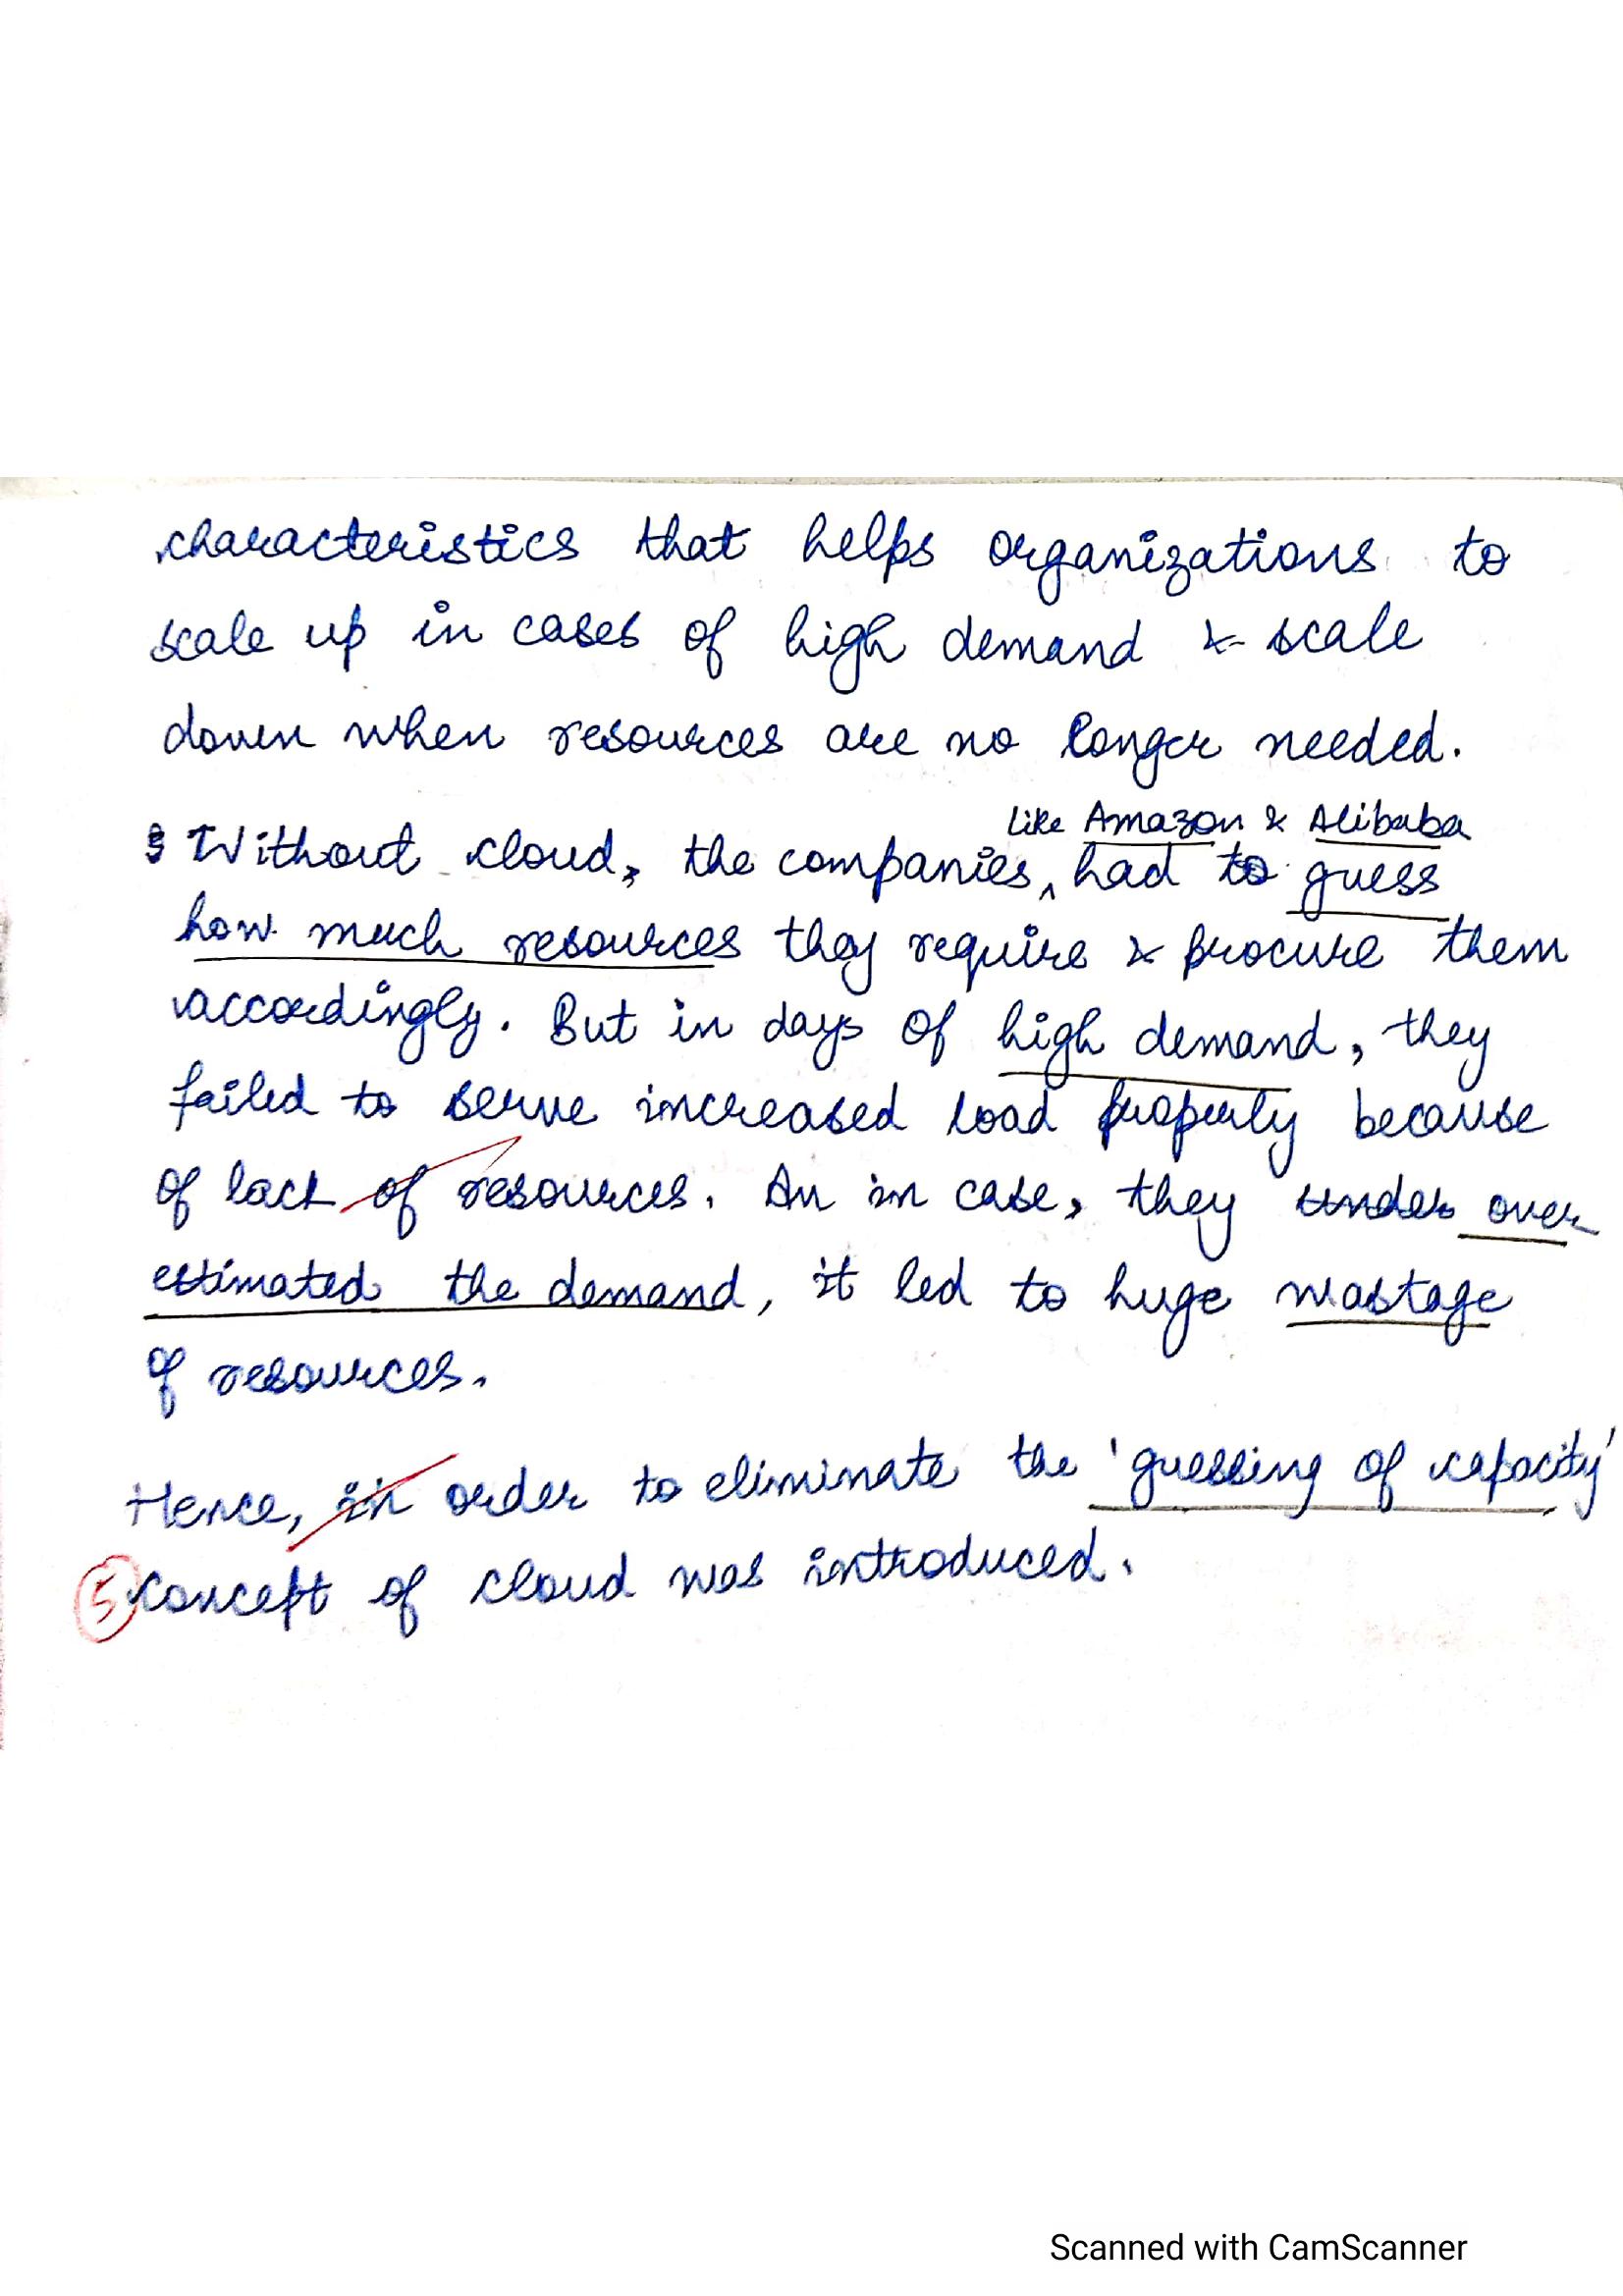 characteristics that helps organizations to
scale up in cases of high demand & scale
down when resources are no longer needed.
like Amazon & Alibaba
Without cloud, the companies ^ had to guess
how much resources they require & procure them
accordingly. But in days of high demand, they
failed to serve increased load properly because
of lack of resources. An in case, they under over
estimated the demand, it led to huge wastage
of resources.
Hence, in order to eliminate the 'guessing of capacity'
5 concept of cloud was introduced.
Scanned with CamScanner